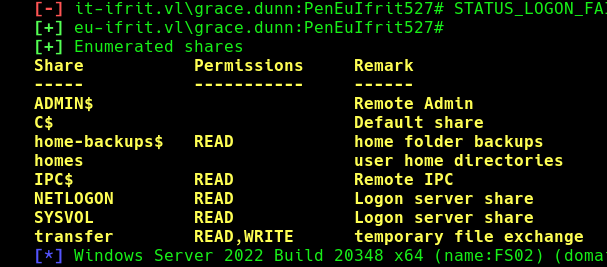 [-] it-ifrit.vl\grace.dunn:PenEuIfrit527# STATUS_LOGON_FAI
[+] eu-ifrit.vl\grace.dunn:PenEuIfrit527#
[+] Enumerated shares
Share Permissions Remark
----- ----------- ------
ADMIN$ Remote Admin
C$ Default share
home-backups$ READ home folder backups
homes user home directories
IPC$ READ Remote IPC
NETLOGON READ Logon server share
SYSVOL READ Logon server share
transfer READ,WRITE temporary file exchange
[*] Windows Server 2022 Build 20348 x64 (name:FS02) (doma